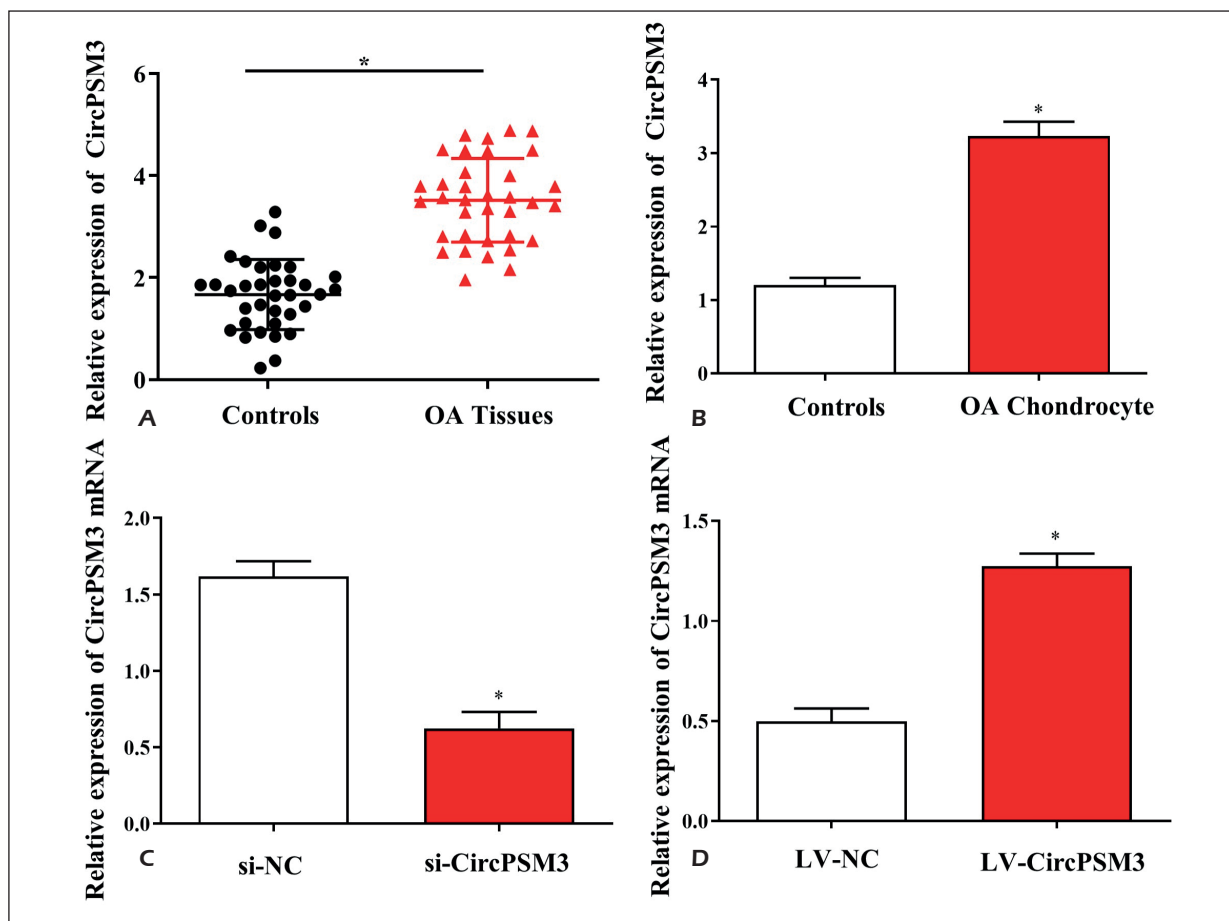 Relative expression of CircPSM3
6
4
2
0
*
Controls
OA Tissues
A
Relative expression of CircPSM3
4
3
2
1
0
*
Controls
OA Chondrocyte
B
Relative expression of CircPSM3 mRNA
2.0
1.5
1.0
0.5
0.0
*
si-NC
si-CircPSM3
C
Relative expression of CircPSM3 mRNA
1.5
1.0
0.5
0.0
*
LV-NC
LV-CircPSM3
D